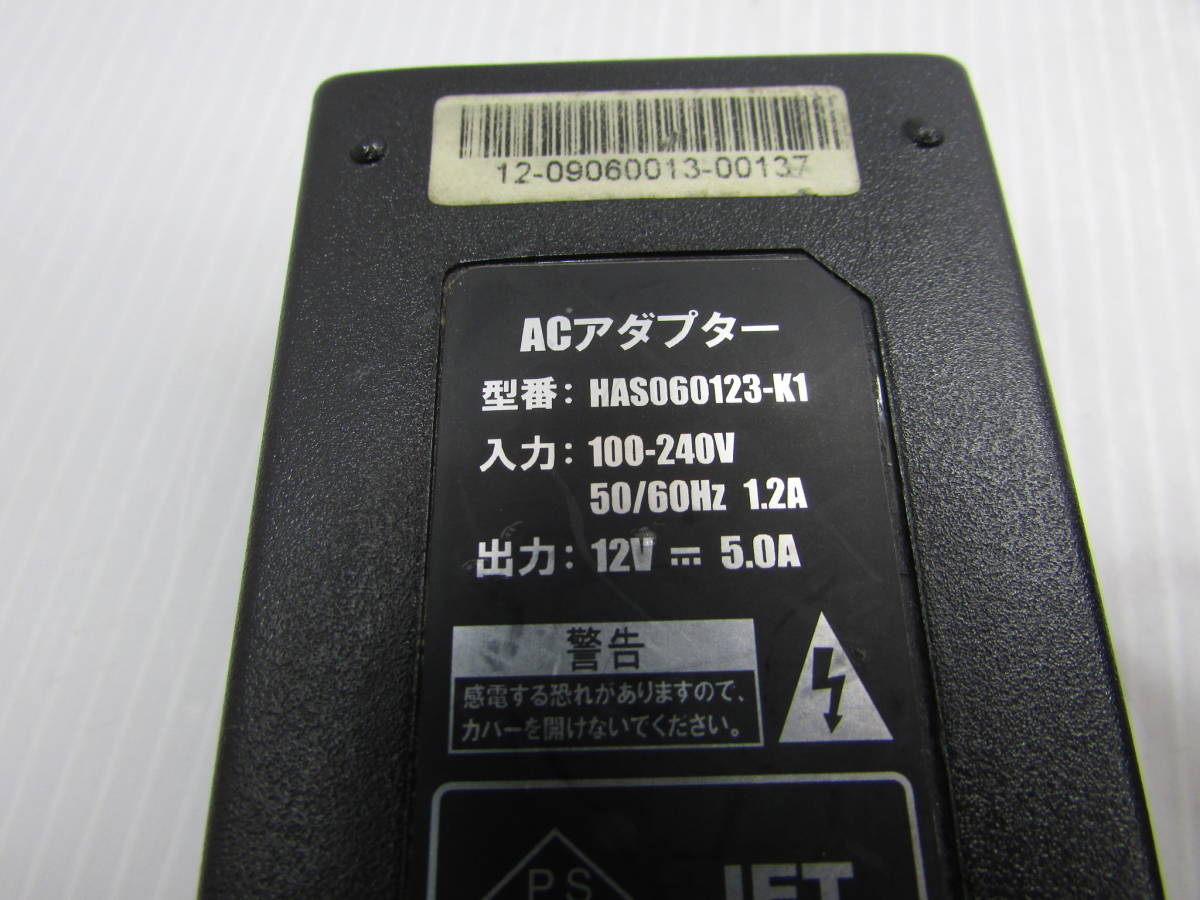 12-09060013-00137
ACアダプター
型番: HAS060123-K1
入力: 100-240V
50/60Hz 1.2A
出力: 12V ⎓ 5.0A
警告
感電する恐れがありますので、
カバーを開けないでください。
PS
JET